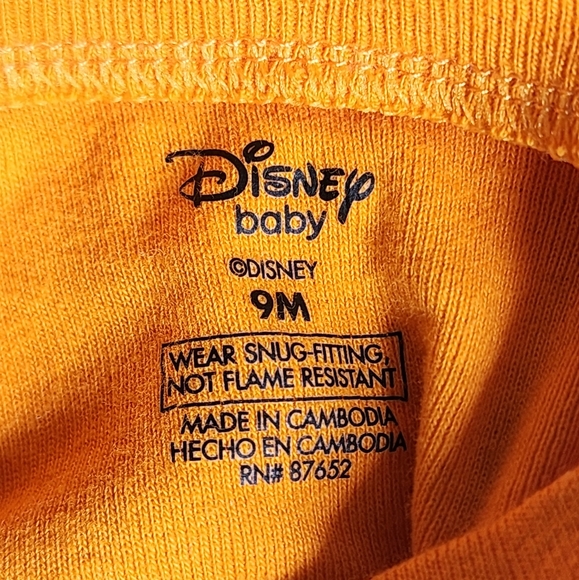 Disney
baby
©DISNEY
9M
WEAR SNUG-FITTING,
NOT FLAME RESISTANT
MADE IN CAMBODIA
HECHO EN CAMBODIA
RN# 87652